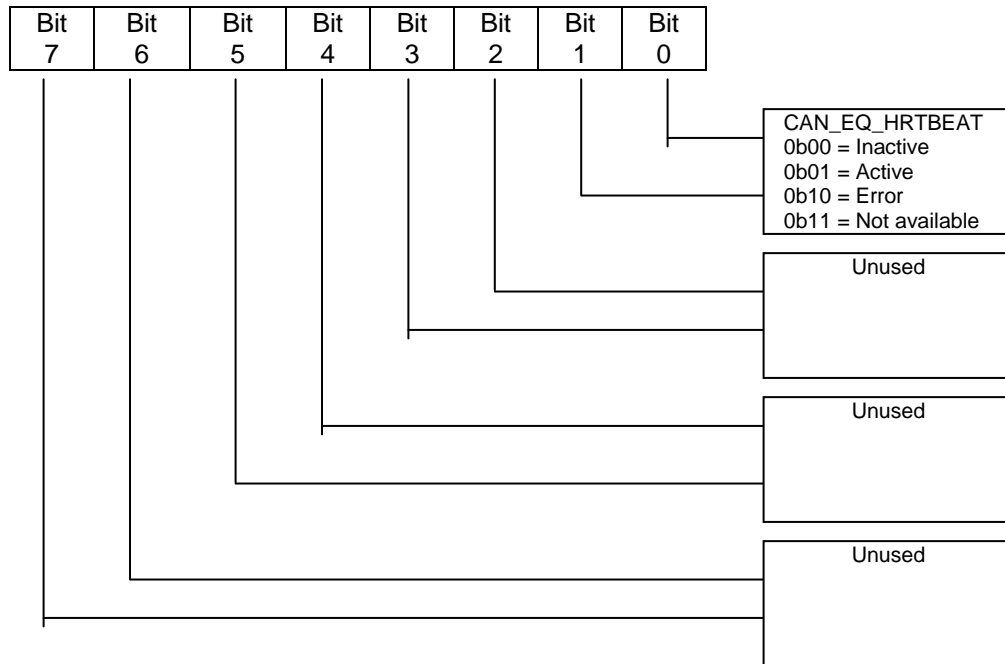 Bit Bit Bit Bit Bit Bit Bit Bit
7 6 5 4 3 2 1 0
CAN_EQ_HRTBEAT
0b00 = Inactive
0b01 = Active
0b10 = Error
0b11 = Not available
Unused
Unused
Unused